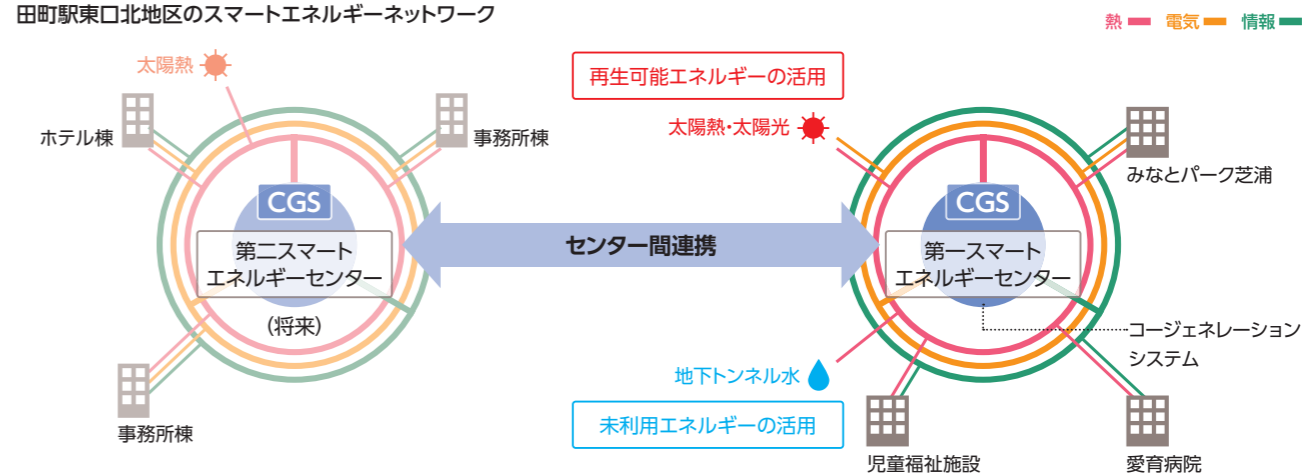 田町駅東口北地区のスマートエネルギーネットワーク
熱 電気 情報
太陽熱
ホテル棟
事務所棟
CGS
第二スマート
エネルギーセンター
(将来)
事務所棟
センター間連携
再生可能エネルギーの活用
太陽熱・太陽光
みなとパーク芝浦
CGS
第一スマート
エネルギーセンター
コージェネレーション
システム
地下トンネル水
未利用エネルギーの活用
児童福祉施設
愛育病院